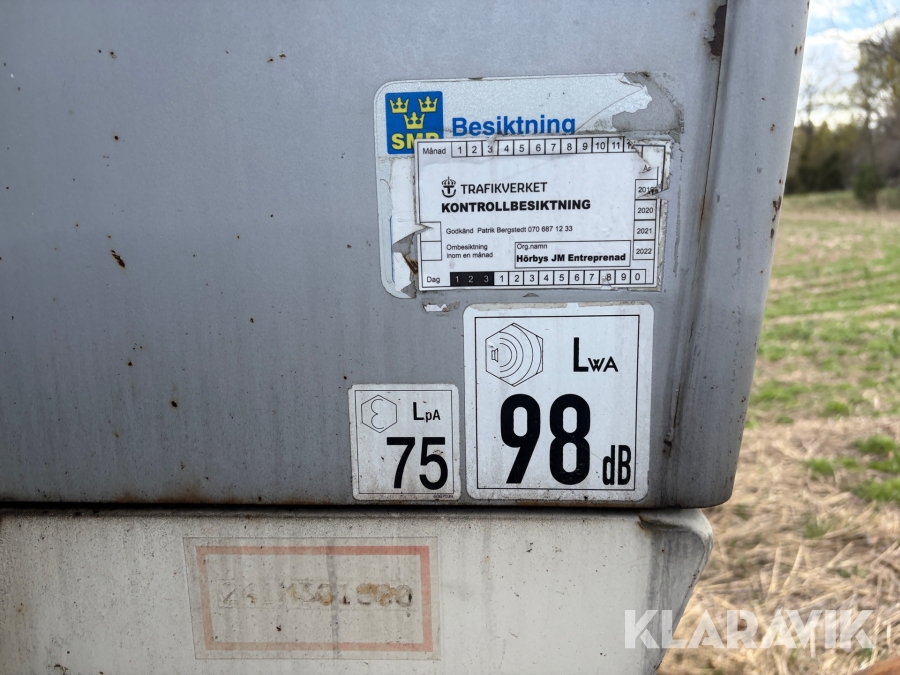 SMP Besiktning
Månad 1 2 3 4 5 6 7 8 9 10 11
År
TRAFIKVERKET
KONTROLLBESIKTNING
2019
2020
Godkänd Patrik Bergstedt 070 687 12 33
2021
Ombesiktning
inom en månad
Org.namn
Hörbys JM Entreprenad
2022
Dag 1 2 3 1 2 3 4 5 6 7 8 9 0
LWA
98 dB
LpA
75
KLARAVIK